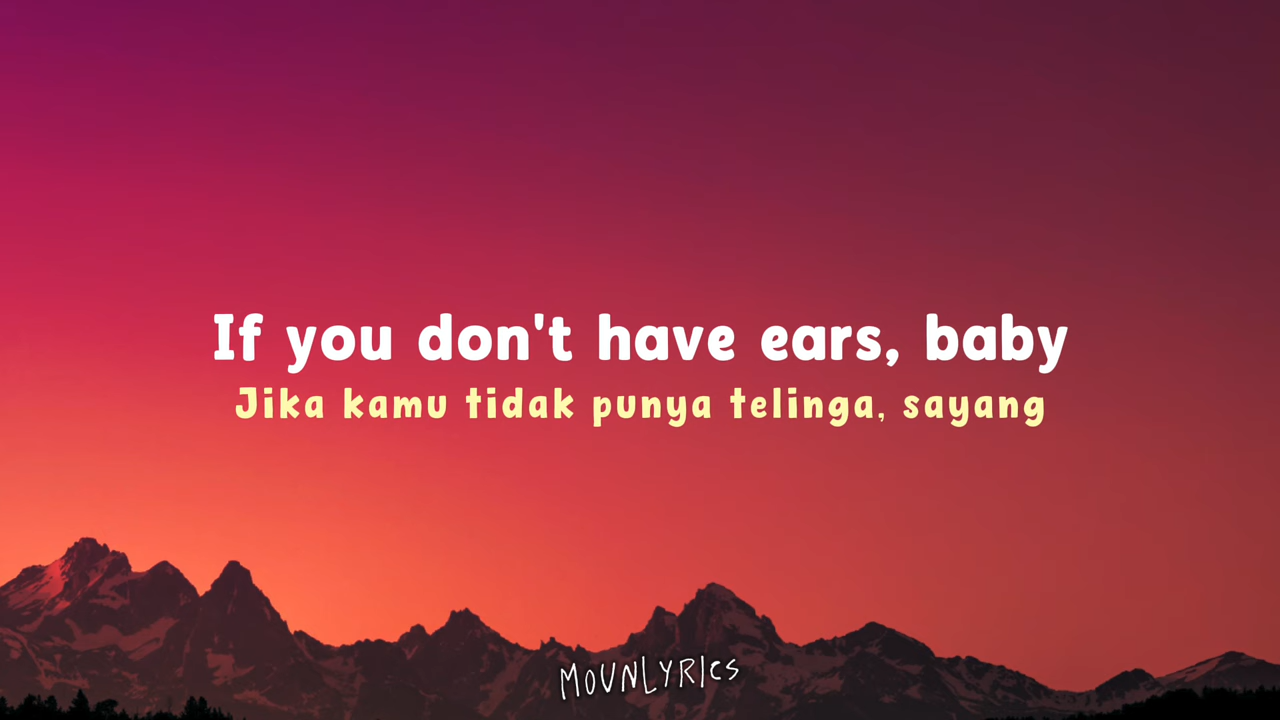 If you don't have ears, baby
Jika kamu tidak punya telinga, sayang
MOUNLYRICS